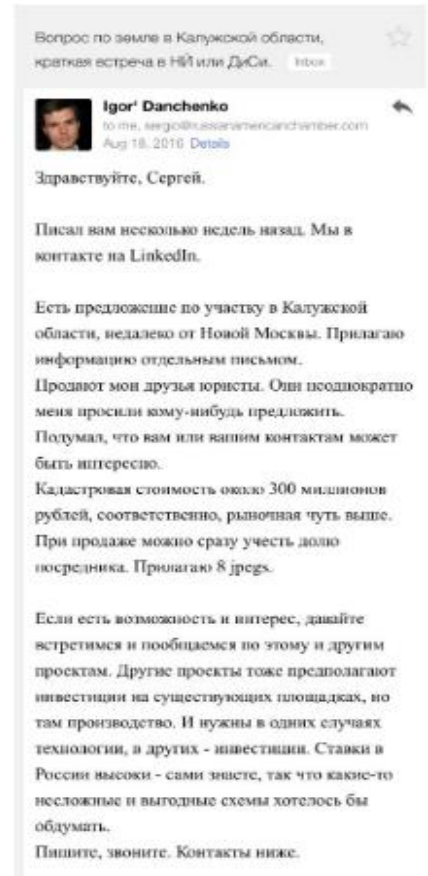 Вопрос по земле в Калужской области,
краткая встреча в НЙ или ДиСи. Inbox
Igor' Danchenko
to me, sergio@russianamericanchamber.com
Aug 18, 2016 Details
Здравствуйте, Сергей.
Писал вам несколько недель назад. Мы в
контакте на LinkedIn.
Есть предложение по участку в Калужской
области, недалеко от Новой Москвы. Прилагаю
информацию отдельным письмом.
Продают мои друзья юристы. Они неоднократно
меня просили кому-нибудь предложить.
Подумал, что вам или вашим контактам может
быть интересно.
Кадастровая стоимость около 300 миллионов
рублей, соответственно, рыночная чуть выше.
При продаже можно сразу учесть долю
посредника. Прилагаю 8 jpegs.
Если есть возможность и интерес, давайте
встретимся и пообщаемся по этому и другим
проектам. Другие проекты тоже предполагают
инвестиции на существующих площадках, но
там производство. И нужны в одних случаях
технологии, в других - инвестиции. Ставки в
России высоки - сами знаете, так что какие-то
несложные и выгодные схемы хотелось бы
обдумать.
Пишите, звоните. Контакты ниже.